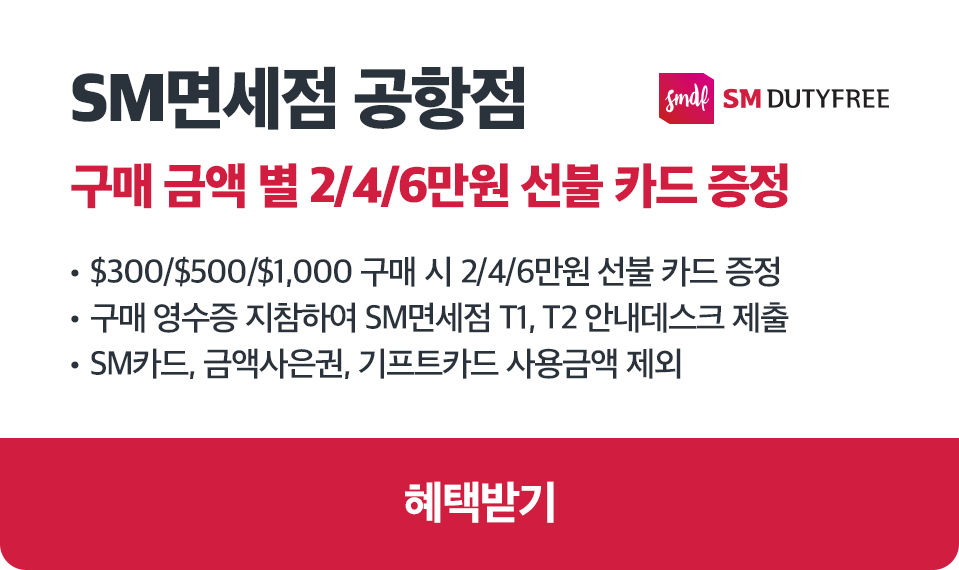 SM면세점 공항점
smdf SM DUTYFREE
구매 금액 별 2/4/6만원 선불 카드 증정
• $300/$500/$1,000 구매 시 2/4/6만원 선불 카드 증정
• 구매 영수증 지참하여 SM면세점 T1, T2 안내데스크 제출
• SM카드, 금액사은권, 기프트카드 사용금액 제외
혜택받기